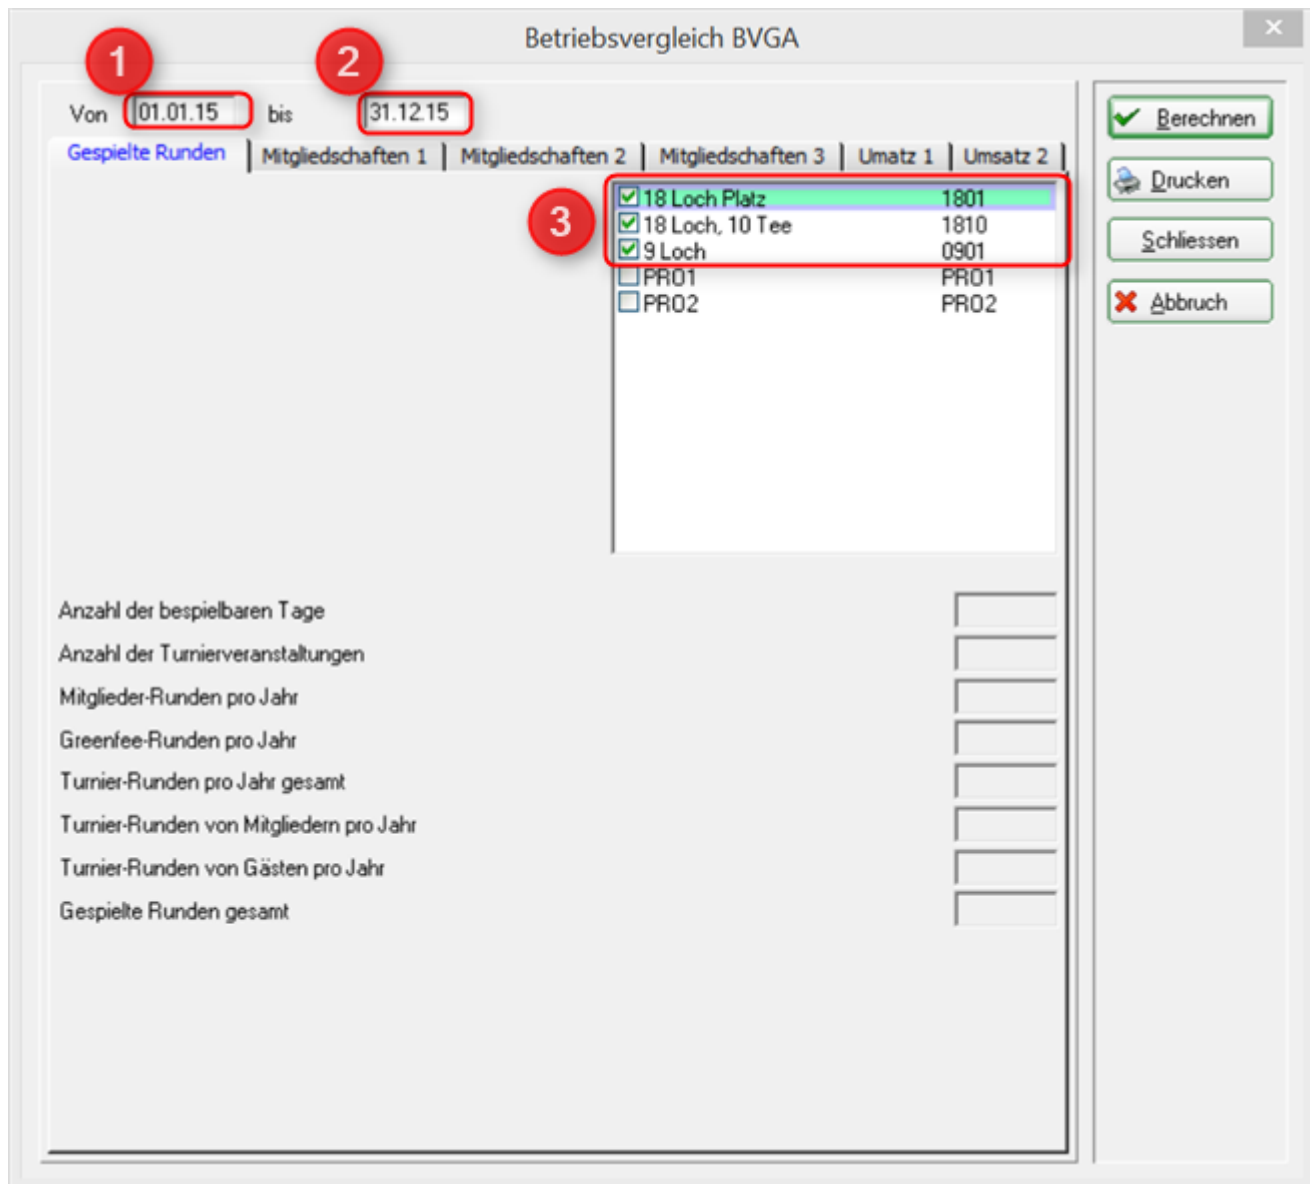 Betriebsvergleich BVGA
1 2
Von 01.01.15 bis 31.12.15
Gespielte Runden Mitgliedschaften 1 Mitgliedschaften 2 Mitgliedschaften 3 Umatz 1 Umsatz 2
3
18 Loch Platz 1801
18 Loch, 10 Tee 1810
9 Loch 0901
PRO1 PRO1
PRO2 PRO2
Anzahl der bespielbaren Tage
Anzahl der Turnierveranstaltungen
Mitglieder-Runden pro Jahr
Greenfee-Runden pro Jahr
Turnier-Runden pro Jahr gesamt
Turnier-Runden von Mitgliedern pro Jahr
Turnier-Runden von Gästen pro Jahr
Gespielte Runden gesamt
Berechnen
Drucken
Schliessen
Abbruch